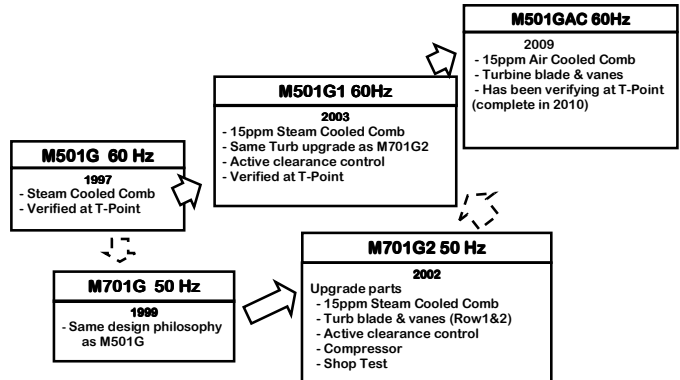 M501GAC 60Hz
2009
- 15ppm Air Cooled Comb
- Turbine blade & vanes
- Has been verifying at T-Point
(complete in 2010)
M501G1 60Hz
2003
- 15ppm Steam Cooled Comb
- Same Turb upgrade as M701G2
- Active clearance control
- Verified at T-Point
M501G 60 Hz
1997
- Steam Cooled Comb
- Verified at T-Point
M701G 50 Hz
1999
- Same design philosophy
as M501G
M701G2 50 Hz
2002
Upgrade parts
- 15ppm Steam Cooled Comb
- Turb blade & vanes (Row1&2)
- Active clearance control
- Compressor
- Shop Test